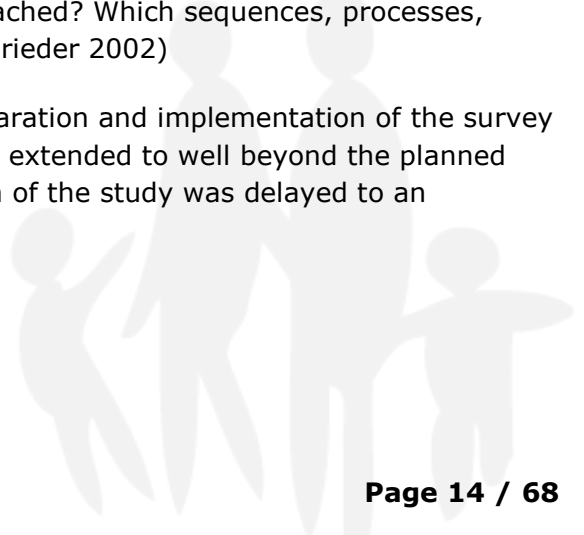 ached? Which sequences, processes,
rieder 2002)
aration and implementation of the survey
extended to well beyond the planned
of the study was delayed to an
Page 14 / 68